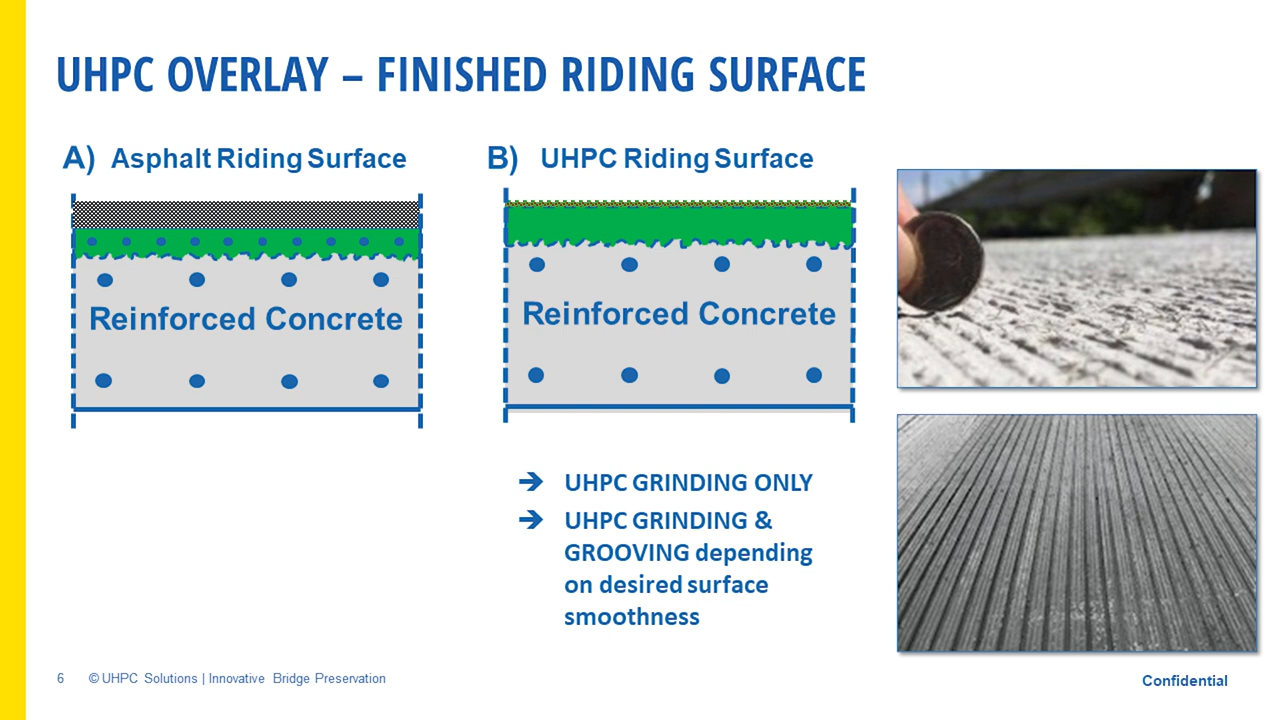 UHPC OVERLAY – FINISHED RIDING SURFACE
A) Asphalt Riding Surface
Reinforced Concrete
B) UHPC Riding Surface
Reinforced Concrete
➔ UHPC GRINDING ONLY
➔ UHPC GRINDING &
GROOVING depending
on desired surface
smoothness
6 © UHPC Solutions | Innovative Bridge Preservation
Confidential